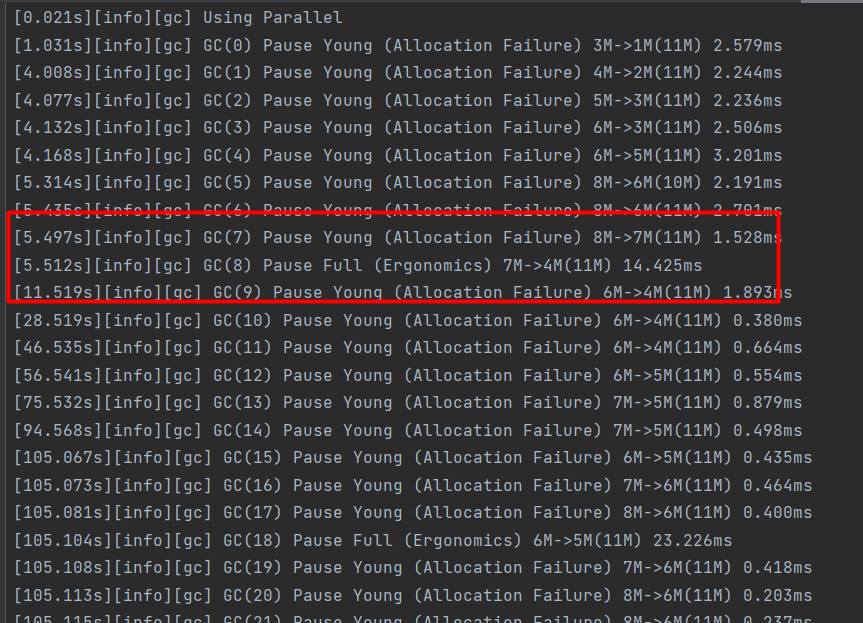 [0.021s][info][gc] Using Parallel
[1.031s][info][gc] GC(0) Pause Young (Allocation Failure) 3M->1M(11M) 2.579ms
[4.008s][info][gc] GC(1) Pause Young (Allocation Failure) 4M->2M(11M) 2.244ms
[4.077s][info][gc] GC(2) Pause Young (Allocation Failure) 5M->3M(11M) 2.236ms
[4.132s][info][gc] GC(3) Pause Young (Allocation Failure) 6M->3M(11M) 2.506ms
[4.168s][info][gc] GC(4) Pause Young (Allocation Failure) 6M->5M(11M) 3.201ms
[5.314s][info][gc] GC(5) Pause Young (Allocation Failure) 8M->6M(10M) 2.191ms
[5.435s][info][gc] GC(6) Pause Young (Allocation Failure) 8M->6M(11M) 2.701ms
[5.497s][info][gc] GC(7) Pause Young (Allocation Failure) 8M->7M(11M) 1.528ms
[5.512s][info][gc] GC(8) Pause Full (Ergonomics) 7M->4M(11M) 14.425ms
[11.519s][info][gc] GC(9) Pause Young (Allocation Failure) 6M->4M(11M) 1.893ms
[28.519s][info][gc] GC(10) Pause Young (Allocation Failure) 6M->4M(11M) 0.380ms
[46.535s][info][gc] GC(11) Pause Young (Allocation Failure) 6M->4M(11M) 0.664ms
[56.541s][info][gc] GC(12) Pause Young (Allocation Failure) 6M->5M(11M) 0.554ms
[75.532s][info][gc] GC(13) Pause Young (Allocation Failure) 7M->5M(11M) 0.879ms
[94.568s][info][gc] GC(14) Pause Young (Allocation Failure) 7M->5M(11M) 0.498ms
[105.067s][info][gc] GC(15) Pause Young (Allocation Failure) 6M->5M(11M) 0.435ms
[105.073s][info][gc] GC(16) Pause Young (Allocation Failure) 7M->6M(11M) 0.464ms
[105.081s][info][gc] GC(17) Pause Young (Allocation Failure) 8M->6M(11M) 0.400ms
[105.104s][info][gc] GC(18) Pause Full (Ergonomics) 6M->5M(11M) 23.226ms
[105.108s][info][gc] GC(19) Pause Young (Allocation Failure) 7M->6M(11M) 0.418ms
[105.113s][info][gc] GC(20) Pause Young (Allocation Failure) 8M->6M(11M) 0.203ms
[105.115s][info][gc] GC(21) Pause Young (Allocation Failure) 8M->6M(11M) 0.237ms